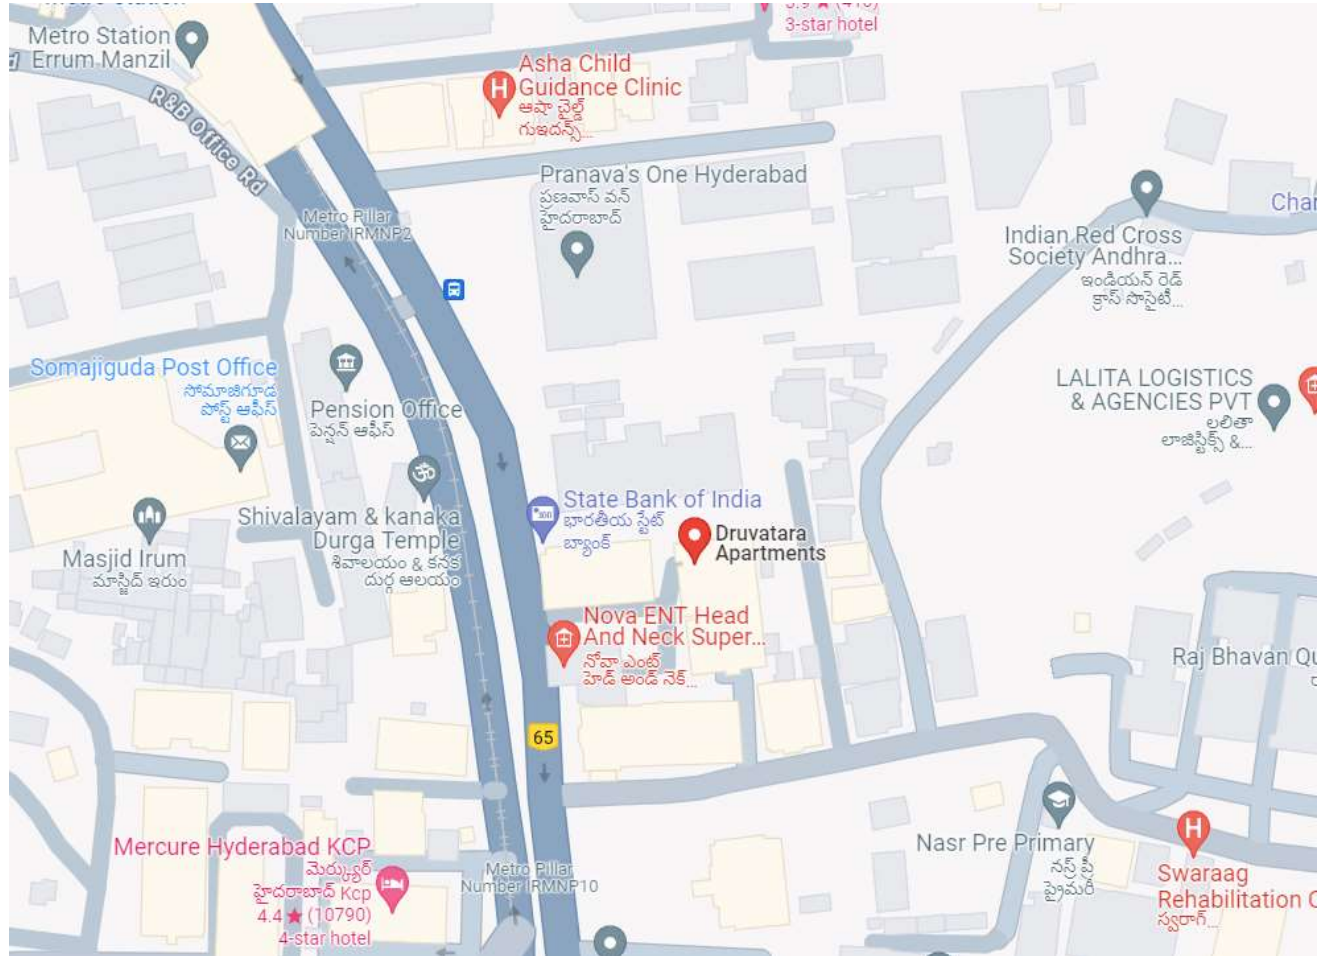 Metro Station
Errum Manzil
R&B Office Rd
3.9 ★ (410)
3-star hotel
Asha Child
Guidance Clinic
ఆషా చైల్డ్
గుఇదన్స్...
Pranava's One Hyderabad
ప్రణవాస్ వన్
హైదరాబాద్
Metro Pillar
Number IRMNP2
Indian Red Cross
Society Andhra...
ఇండియన్ రెడ్
క్రాస్ సొసైటీ...
Somajiguda Post Office
సోమాజిగూడ
పోస్ట్ ఆఫీస్
Pension Office
పెన్షన్ ఆఫీస్
LALITA LOGISTICS
& AGENCIES PVT
లలితా
లాజిస్టిక్స్ &...
Shivalayam & kanaka
Durga Temple
శివాలయం & కనక
దుర్గ ఆలయం
State Bank of India
భారతీయ స్టేట్
బ్యాంక్
Druvatara
Apartments
Masjid Irum
మాస్జిద్ ఇరుం
Nova ENT Head
And Neck Super...
నోవా ఎంట్
హెడ్ అండ్ నెక్...
Raj Bhavan
65
Mercure Hyderabad KCP
మెర్క్యుర్
హైదరాబాద్ Kcp
4.4 ★ (10790)
4-star hotel
Metro Pillar
Number IRMNP10
Nasr Pre Primary
నస్ర్ ప్రీ
ప్రైమరీ
Swaraag
Rehabilitation
స్వరాగ్...